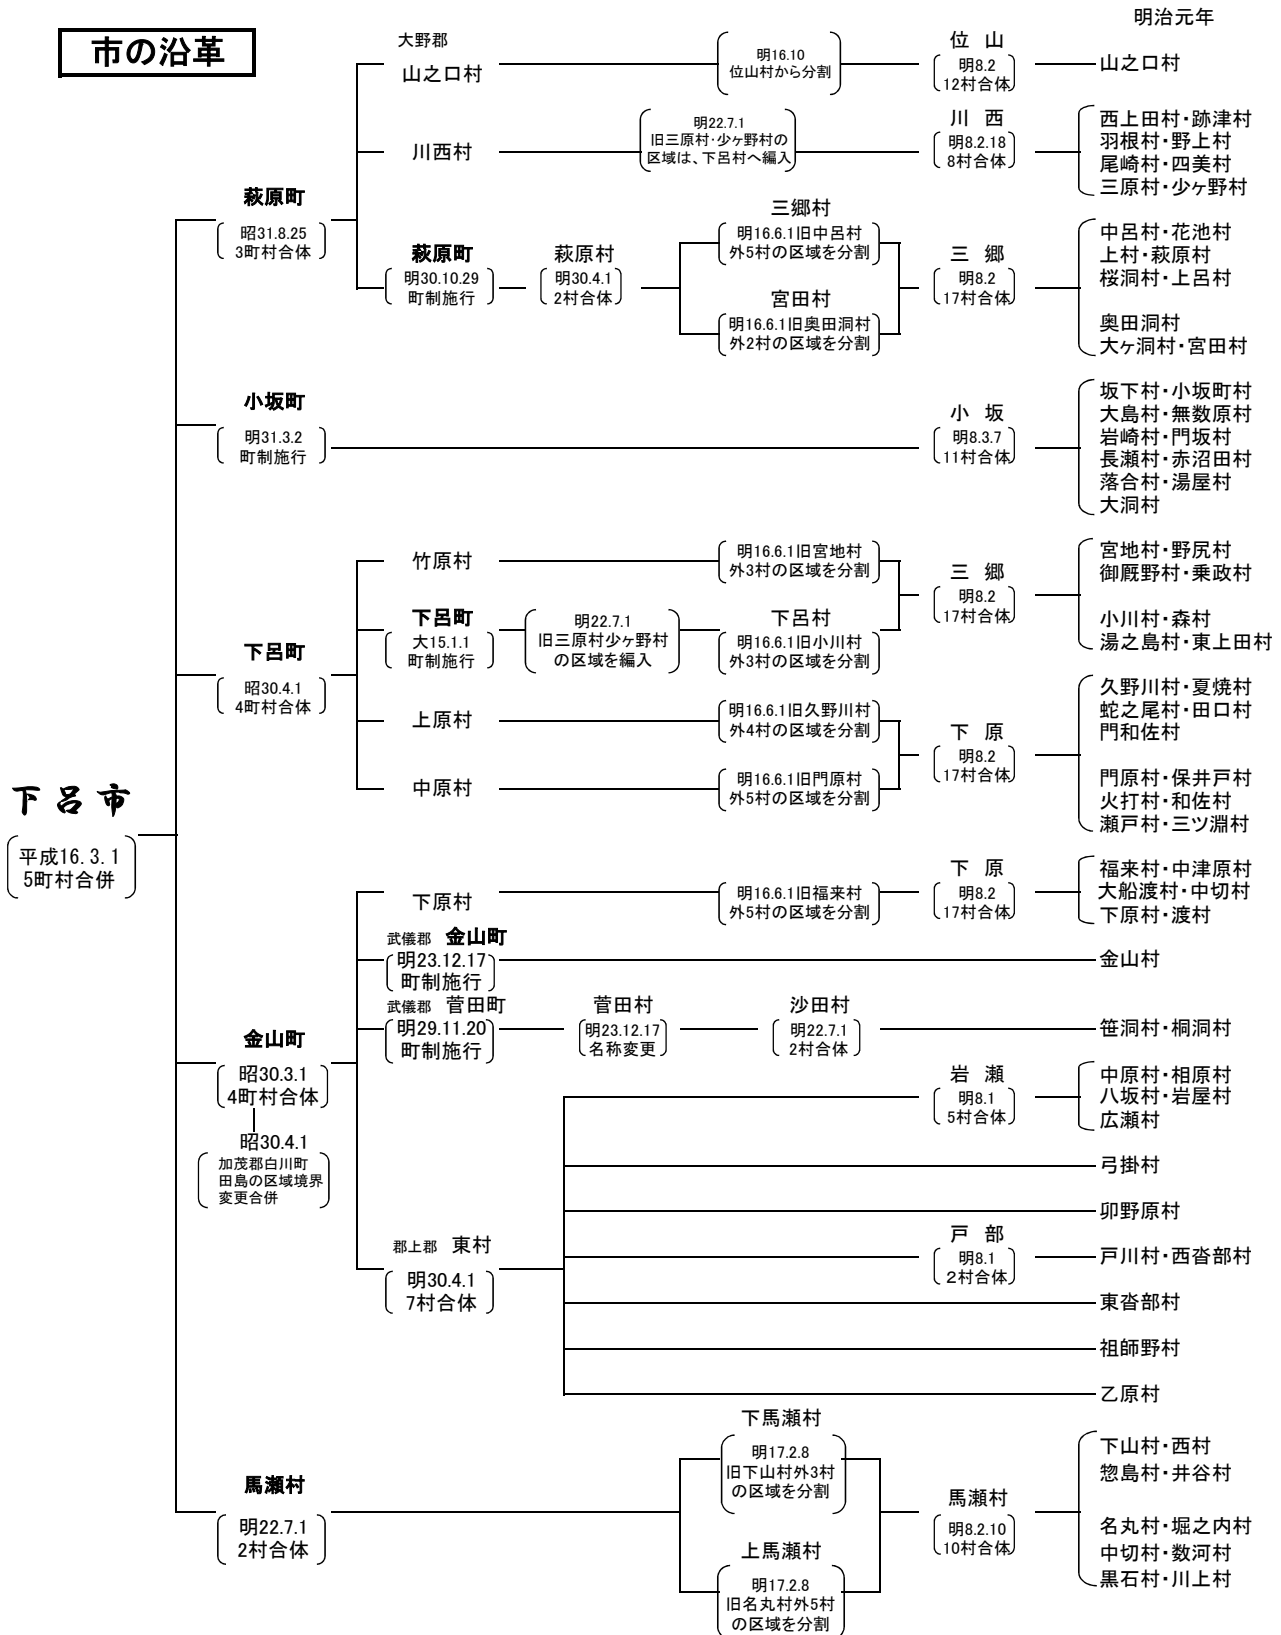 明治元年
市の沿革
大野郡
山之口村
明16.10
位山村から分割
位 山
明8.2
12村合体
山之口村
川西村
明22.7.1
旧三原村・少ヶ野村の
区域は、下呂村へ編入
川 西
明8.2.18
8村合体
西上田村・跡津村
羽根村・野上村
尾崎村・四美村
三原村・少ヶ野村
萩原町
昭31.8.25
3町村合体
萩原町
明30.10.29
町制施行
萩原村
明30.4.1
2村合体
三郷村
明16.6.1旧中呂村
外5村の区域を分割
宮田村
明16.6.1旧奥田洞村
外2村の区域を分割
三 郷
明8.2
17村合体
中呂村・花池村
上村・萩原村
桜洞村・上呂村
奥田洞村
大ヶ洞村・宮田村
小坂町
明31.3.2
町制施行
小 坂
明8.3.7
11村合体
坂下村・小坂町村
大島村・無数原村
岩崎村・門坂村
長瀬村・赤沼田村
落合村・湯屋村
大洞村
下呂町
昭30.4.1
4町村合体
竹原村
明16.6.1旧宮地村
外3村の区域を分割
下呂町
大15.1.1
町制施行
明22.7.1
旧三原村少ヶ野村
の区域を編入
下呂村
明16.6.1旧小川村
外3村の区域を分割
三 郷
明8.2
17村合体
宮地村・野尻村
御厩野村・乗政村
小川村・森村
湯之島村・東上田村
上原村
明16.6.1旧久野川村
外4村の区域を分割
中原村
明16.6.1旧門原村
外5村の区域を分割
下 原
明8.2
17村合体
久野川村・夏焼村
蛇之尾村・田口村
門和佐村
門原村・保井戸村
火打村・和佐村
瀬戸村・三ツ淵村
下呂市
平成16.3.1
5町村合併
下原村
明16.6.1旧福来村
外5村の区域を分割
下 原
明8.2
17村合体
福来村・中津原村
大船渡村・中切村
下原村・渡村
武儀郡 金山町
明23.12.17
町制施行
金山村
武儀郡 菅田町
明29.11.20
町制施行
菅田村
明23.12.17
名称変更
沙田村
明22.7.1
2村合体
笹洞村・桐洞村
金山町
昭30.3.1
4町村合体
昭30.4.1
加茂郡白川町
田島の区域境界
変更合併
岩 瀬
明8.1
5村合体
中原村・相原村
八坂村・岩屋村
広瀬村
弓掛村
卯野原村
郡上郡 東村
明30.4.1
7村合体
戸 部
明8.1
2村合体
戸川村・西沓部村
東沓部村
祖師野村
乙原村
馬瀬村
明22.7.1
2村合体
下馬瀬村
明17.2.8
旧下山村外3村
の区域を分割
上馬瀬村
明17.2.8
旧名丸村外5村
の区域を分割
馬瀬村
明8.2.10
10村合体
下山村・西村
惣島村・井谷村
名丸村・堀之内村
中切村・数河村
黒石村・川上村